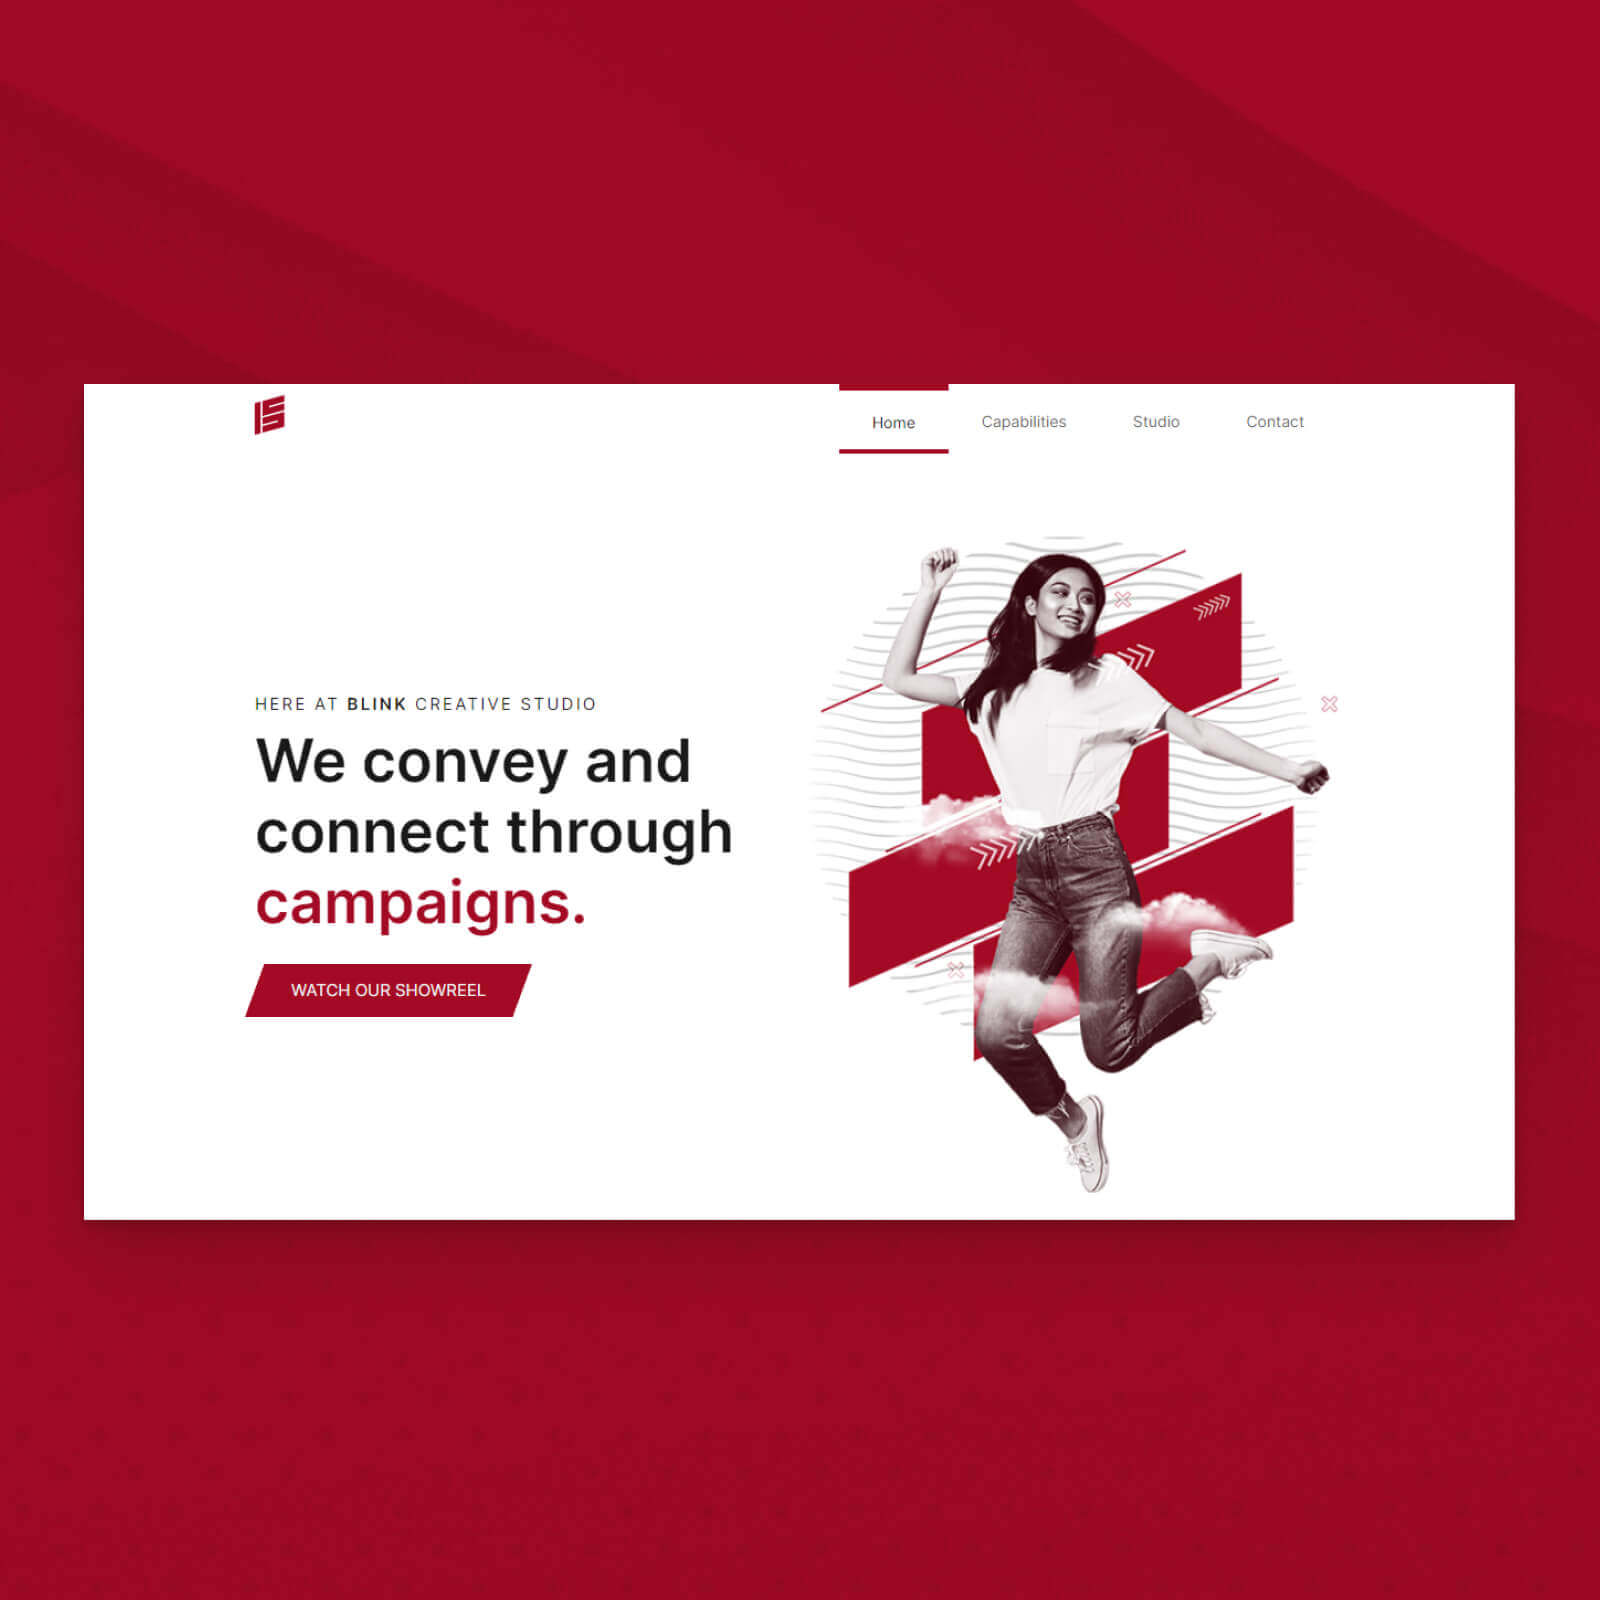 Home Capabilities Studio Contact
HERE AT BLINK CREATIVE STUDIO
We convey and
connect through
campaigns.
WATCH OUR SHOWREEL